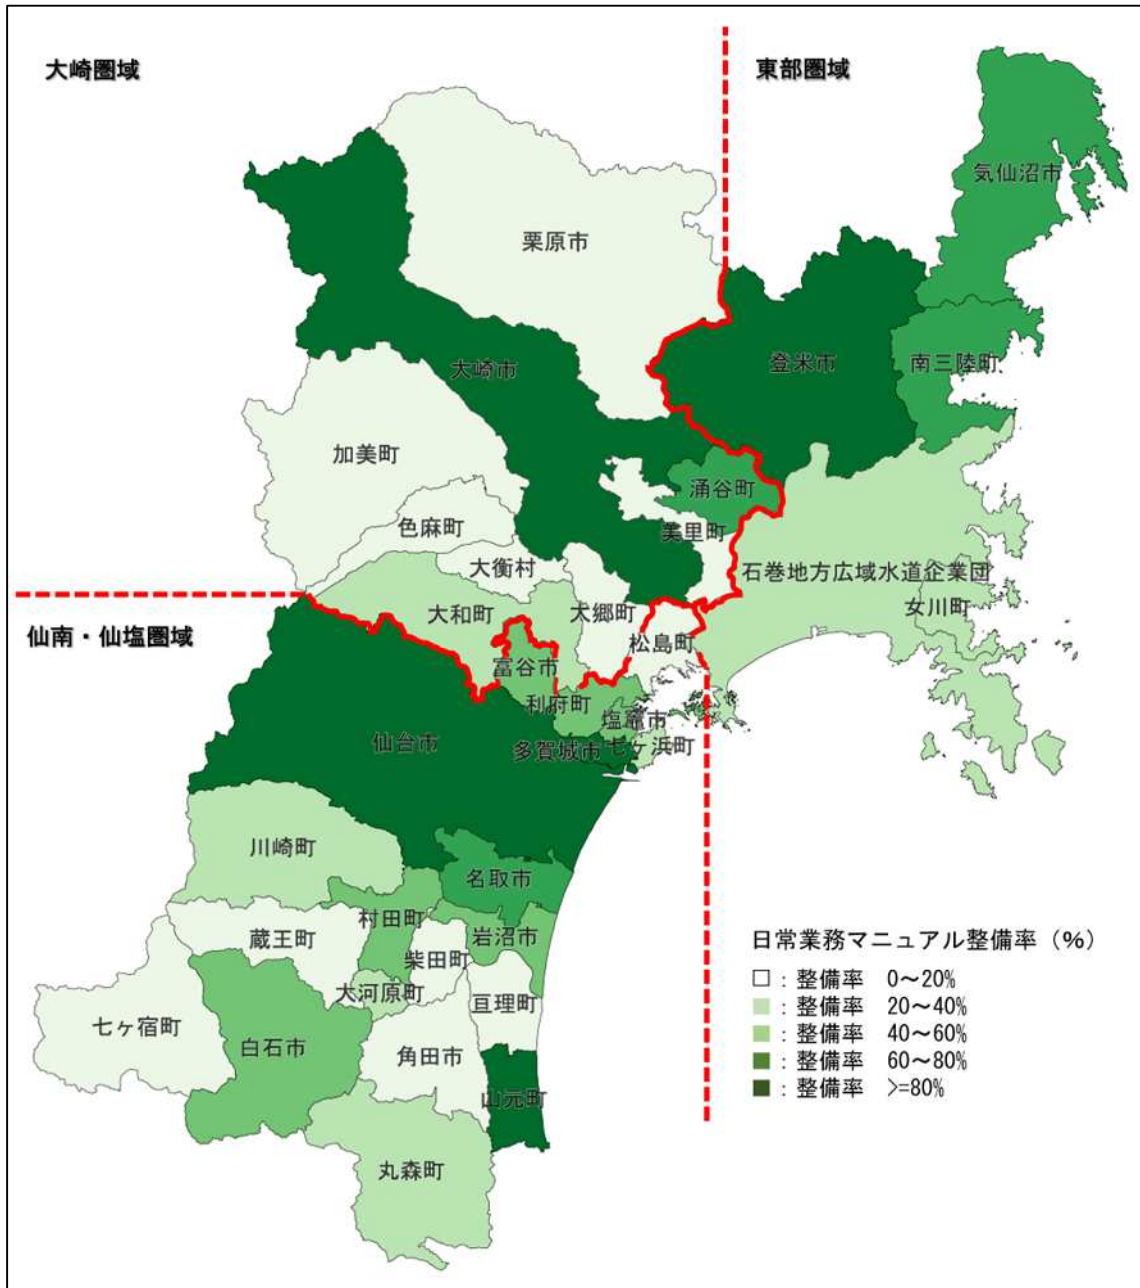 大崎圏域
東部圏域
気仙沼市
栗原市
登米市
南三陸町
大崎市
加美町
涌谷町
色麻町
美里町
大衡村
石巻地方広域水道企業団
女川町
大和町
大郷町
松島町
仙南・仙塩圏域
富谷市
利府町
塩竈市
仙台市
多賀城市
七ヶ浜町
川崎町
名取市
村田町
岩沼市
蔵王町
柴田町
大河原町
亘理町
七ヶ宿町
白石市
角田市
山元町
丸森町
日常業務マニュアル整備率（%）
：整備率 0～20%
：整備率 20～40%
：整備率 40～60%
：整備率 60～80%
：整備率 >=80%